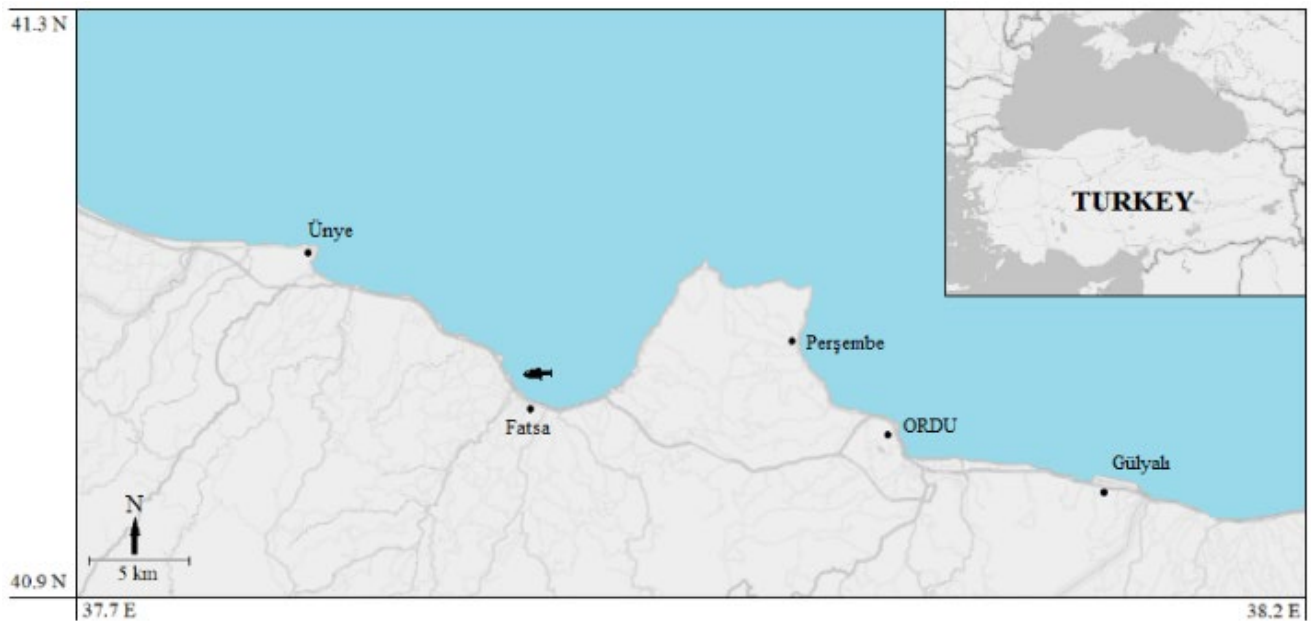 41.3 N
TURKEY
Ünye
Perşembe
Fatsa
ORDU
Gülyalı
N
5 km
40.9 N
37.7 E
38.2 E